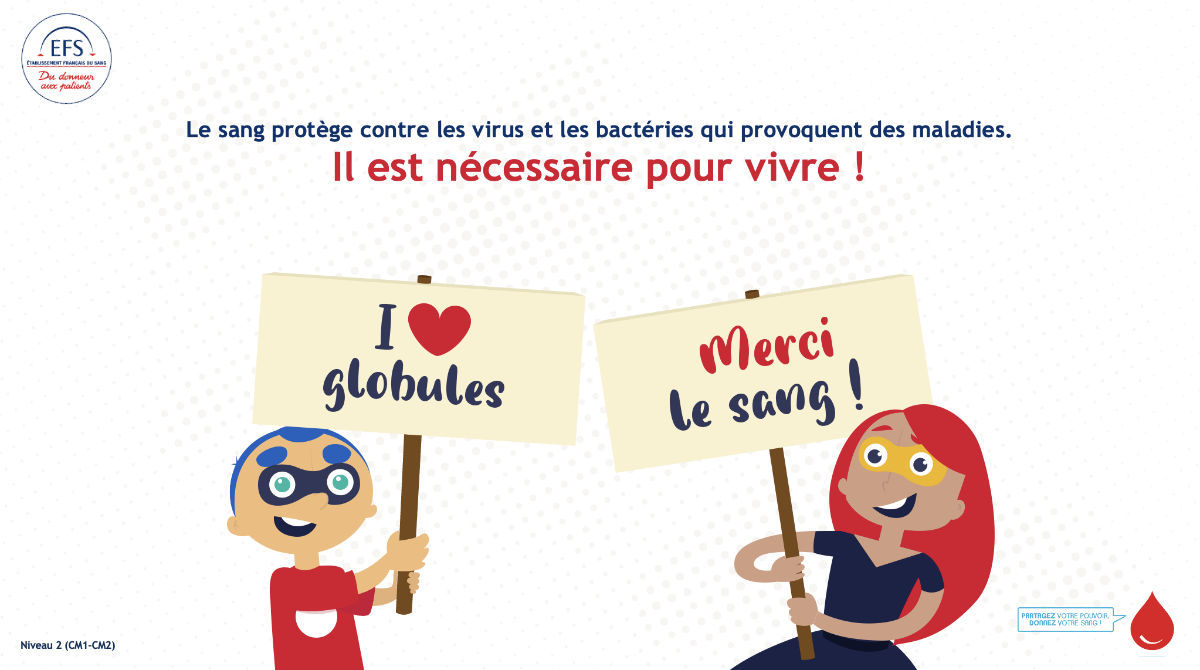 EFS
ÉTABLISSEMENT FRANÇAIS DU SANG
Du donneur
aux patients
Le sang protège contre les virus et les bactéries qui provoquent des maladies.
Il est nécessaire pour vivre !
I ❤
globules
Merci
le sang !
PARTAGEZ VOTRE POUVOIR,
DONNEZ VOTRE SANG !
Niveau 2 (CM1-CM2)